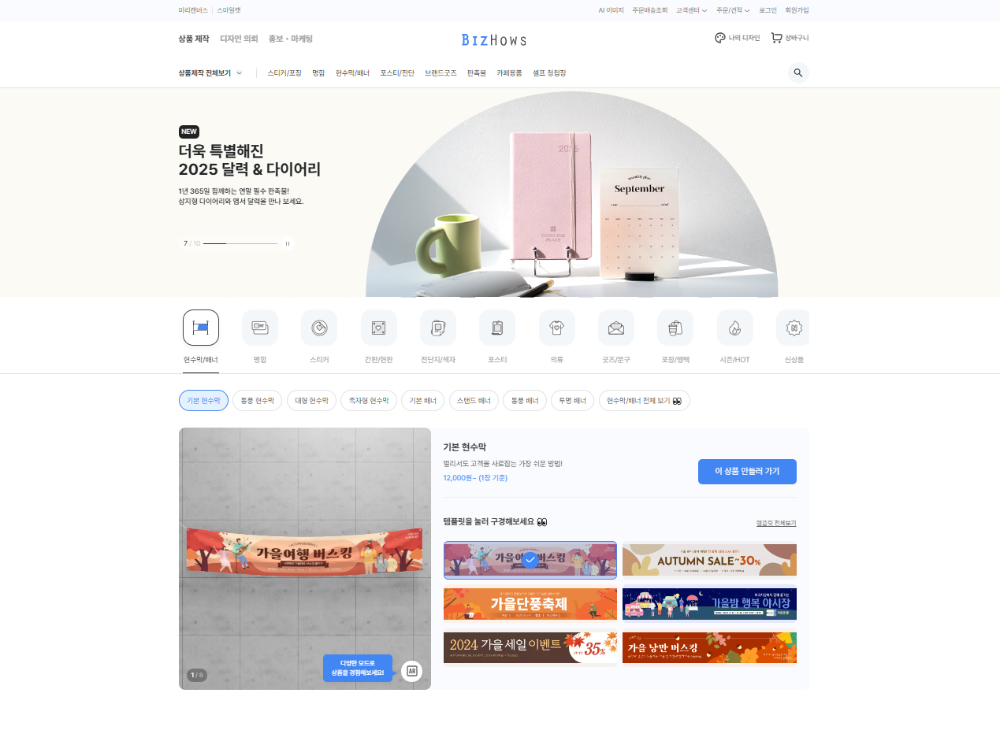 미리캔버스 | 스마일캣
AI 이미지 주문배송조회 고객센터 주문/견적 로그인 회원가입
상품 제작 디자인 의뢰 홍보 • 마케팅
BIZHOWS
나의 디자인 장바구니
상품제작 전체보기 스티커/포장 명함 현수막/배너 포스터/전단 브랜드굿즈 판촉물 카페용품 셀프 청첩장
NEW
더욱 특별해진
2025 달력 & 다이어리
1년 365일 함께하는 연말 필수 판촉물!
삼지형 다이어리와 엽서 달력을 만나 보세요.
7 / 10
GOOD JOB
PLACE
monthly plan
September
현수막/배너
명함
스티커
간판/현판
전단지/책자
포스터
의류
굿즈/문구
포장/행택
시즌/HOT
신상품
기본 현수막 통풍 현수막 대형 현수막 족자형 현수막 기본 배너 스탠드 배너 통풍 배너 투명 배너 현수막/배너 전체 보기
가을여행 버스킹
1 / 8
다양한 모드로
상품을 경험해보세요!
AR
기본 현수막
멀리서도 고객을 사로잡는 가장 쉬운 방법!
12,000원~ (1장 기준)
이 상품 만들러 가기
템플릿을 눌러 구경해보세요
템플릿 전체보기
가을여행 버스킹
AUTUMN SALE~30%
가을단풍축제
가을밤 행복 야시장
2024 가을 세일 이벤트
35%
가을 낭만 버스킹